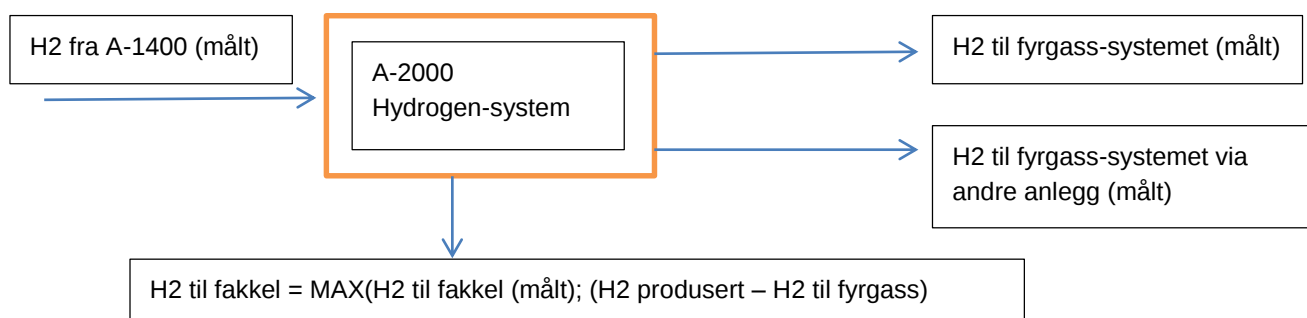 H2 fra A-1400 (målt)
A-2000
Hydrogen-system
H2 til fyrgass-systemet (målt)
H2 til fyrgass-systemet via
andre anlegg (målt)
H2 til fakkel = MAX(H2 til fakkel (målt); (H2 produsert – H2 til fyrgass)